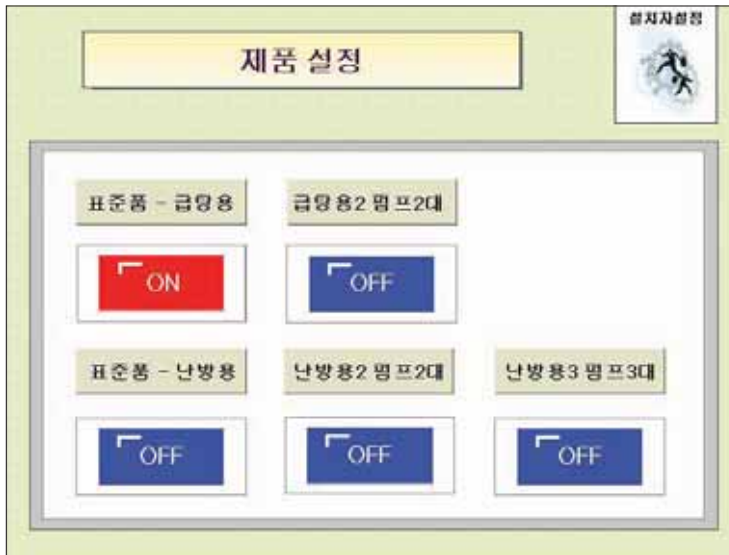 설치자설정
제품 설정
표준품 - 급탕용
급탕용2 펌프2대
ON
OFF
표준품 - 난방용
난방용2 펌프2대
난방용3 펌프3대
OFF
OFF
OFF